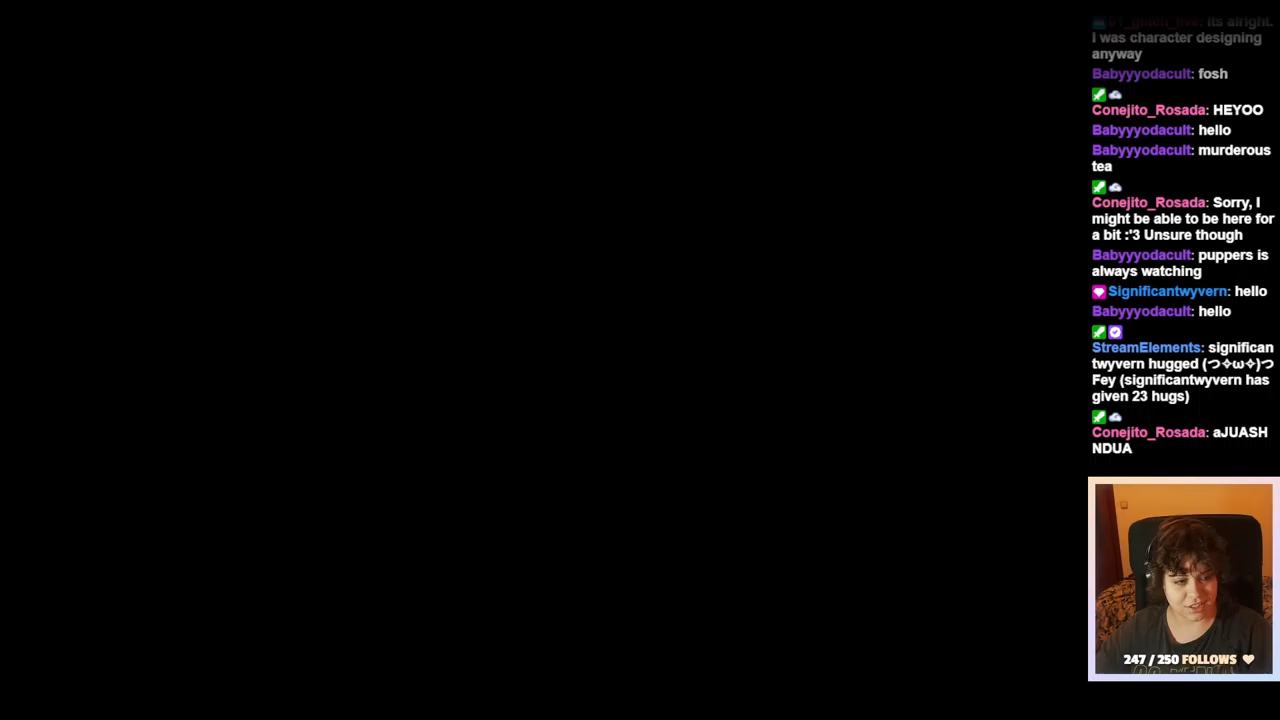 its alright.
I was character designing
anyway
Babyyyodacult: fosh
Conejito_Rosada: HEYOO
Babyyyodacult: hello
Babyyyodacult: murderous
tea
Conejito_Rosada: Sorry, I
might be able to be here for
a bit :'3 Unsure though
Babyyyodacult: puppers is
always watching
Significantwyvern: hello
Babyyyodacult: hello
StreamElements: significan
twyvern hugged (つ✧ω✧)つ
Fey (significantwyvern has
given 23 hugs)
Conejito_Rosada: aJUASH
NDUA
247 / 250 FOLLOWS